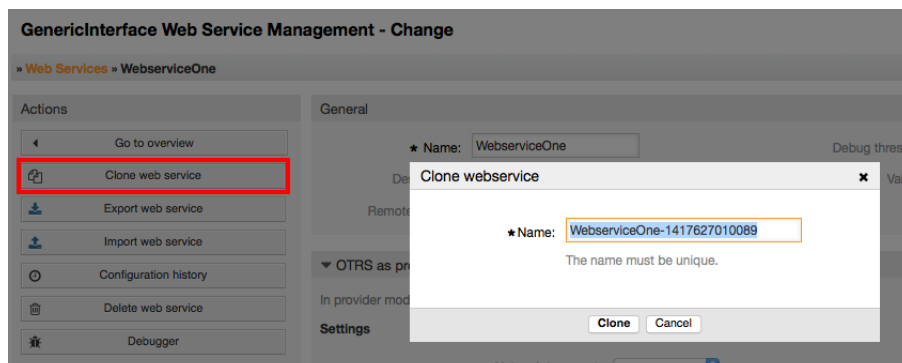 GenericInterface Web Service Management - Change
» Web Services » WebserviceOne
Actions
Go to overview
Clone web service
Export web service
Import web service
Configuration history
Delete web service
Debugger
General
★ Name: WebserviceOne
Debug thres
De
Va
Remote
Clone webservice
★ Name: WebserviceOne-1417627010089
The name must be unique.
Clone Cancel
OTRS as pr
In provider mod
Settings